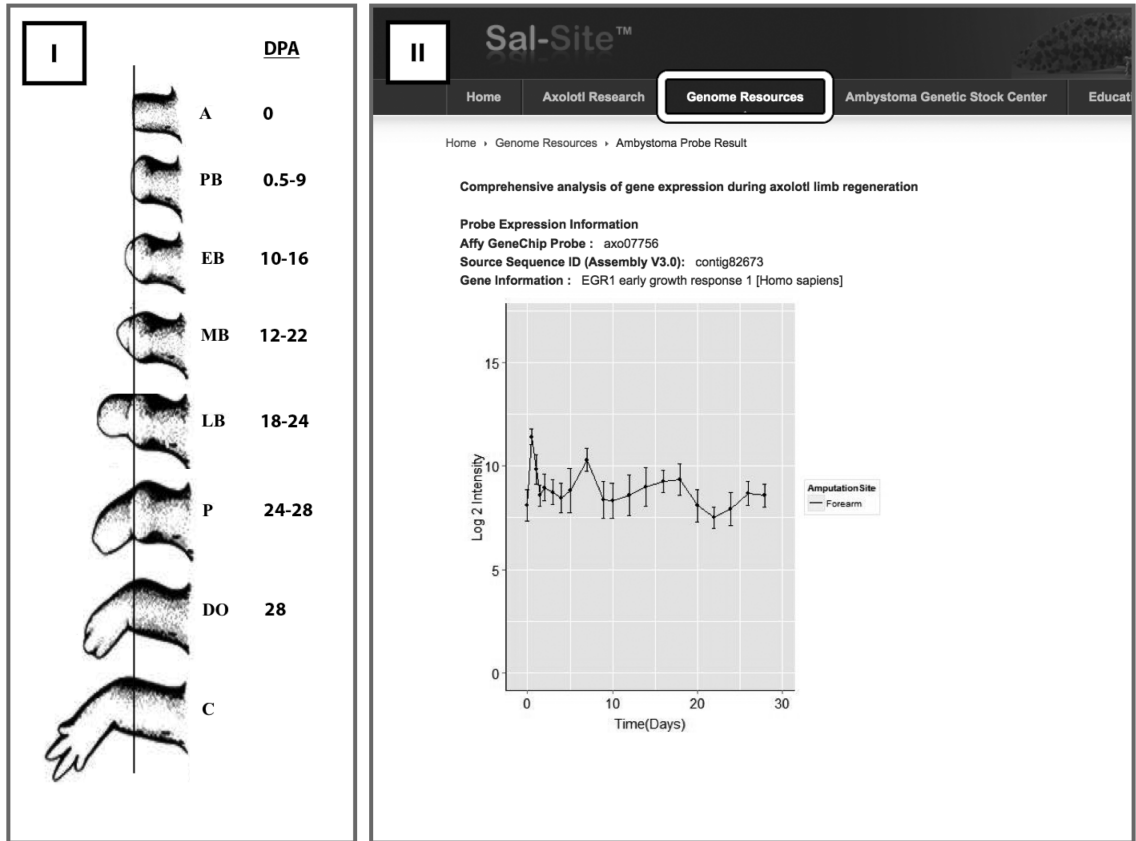 I
DPA
A 0
PB 0.5-9
EB 10-16
MB 12-22
LB 18-24
P 24-28
DO 28
C
II
Sal-Site™
Home Axolotl Research Genome Resources Ambystoma Genetic Stock Center Educati
Home › Genome Resources › Ambystoma Probe Result
Comprehensive analysis of gene expression during axolotl limb regeneration
Probe Expression Information
Affy GeneChip Probe : axo07756
Source Sequence ID (Assembly V3.0): contig82673
Gene Information : EGR1 early growth response 1 [Homo sapiens]
15
10
5
0
Log 2 Intensity
0 10 20 30
Time(Days)
AmputationSite
Forearm